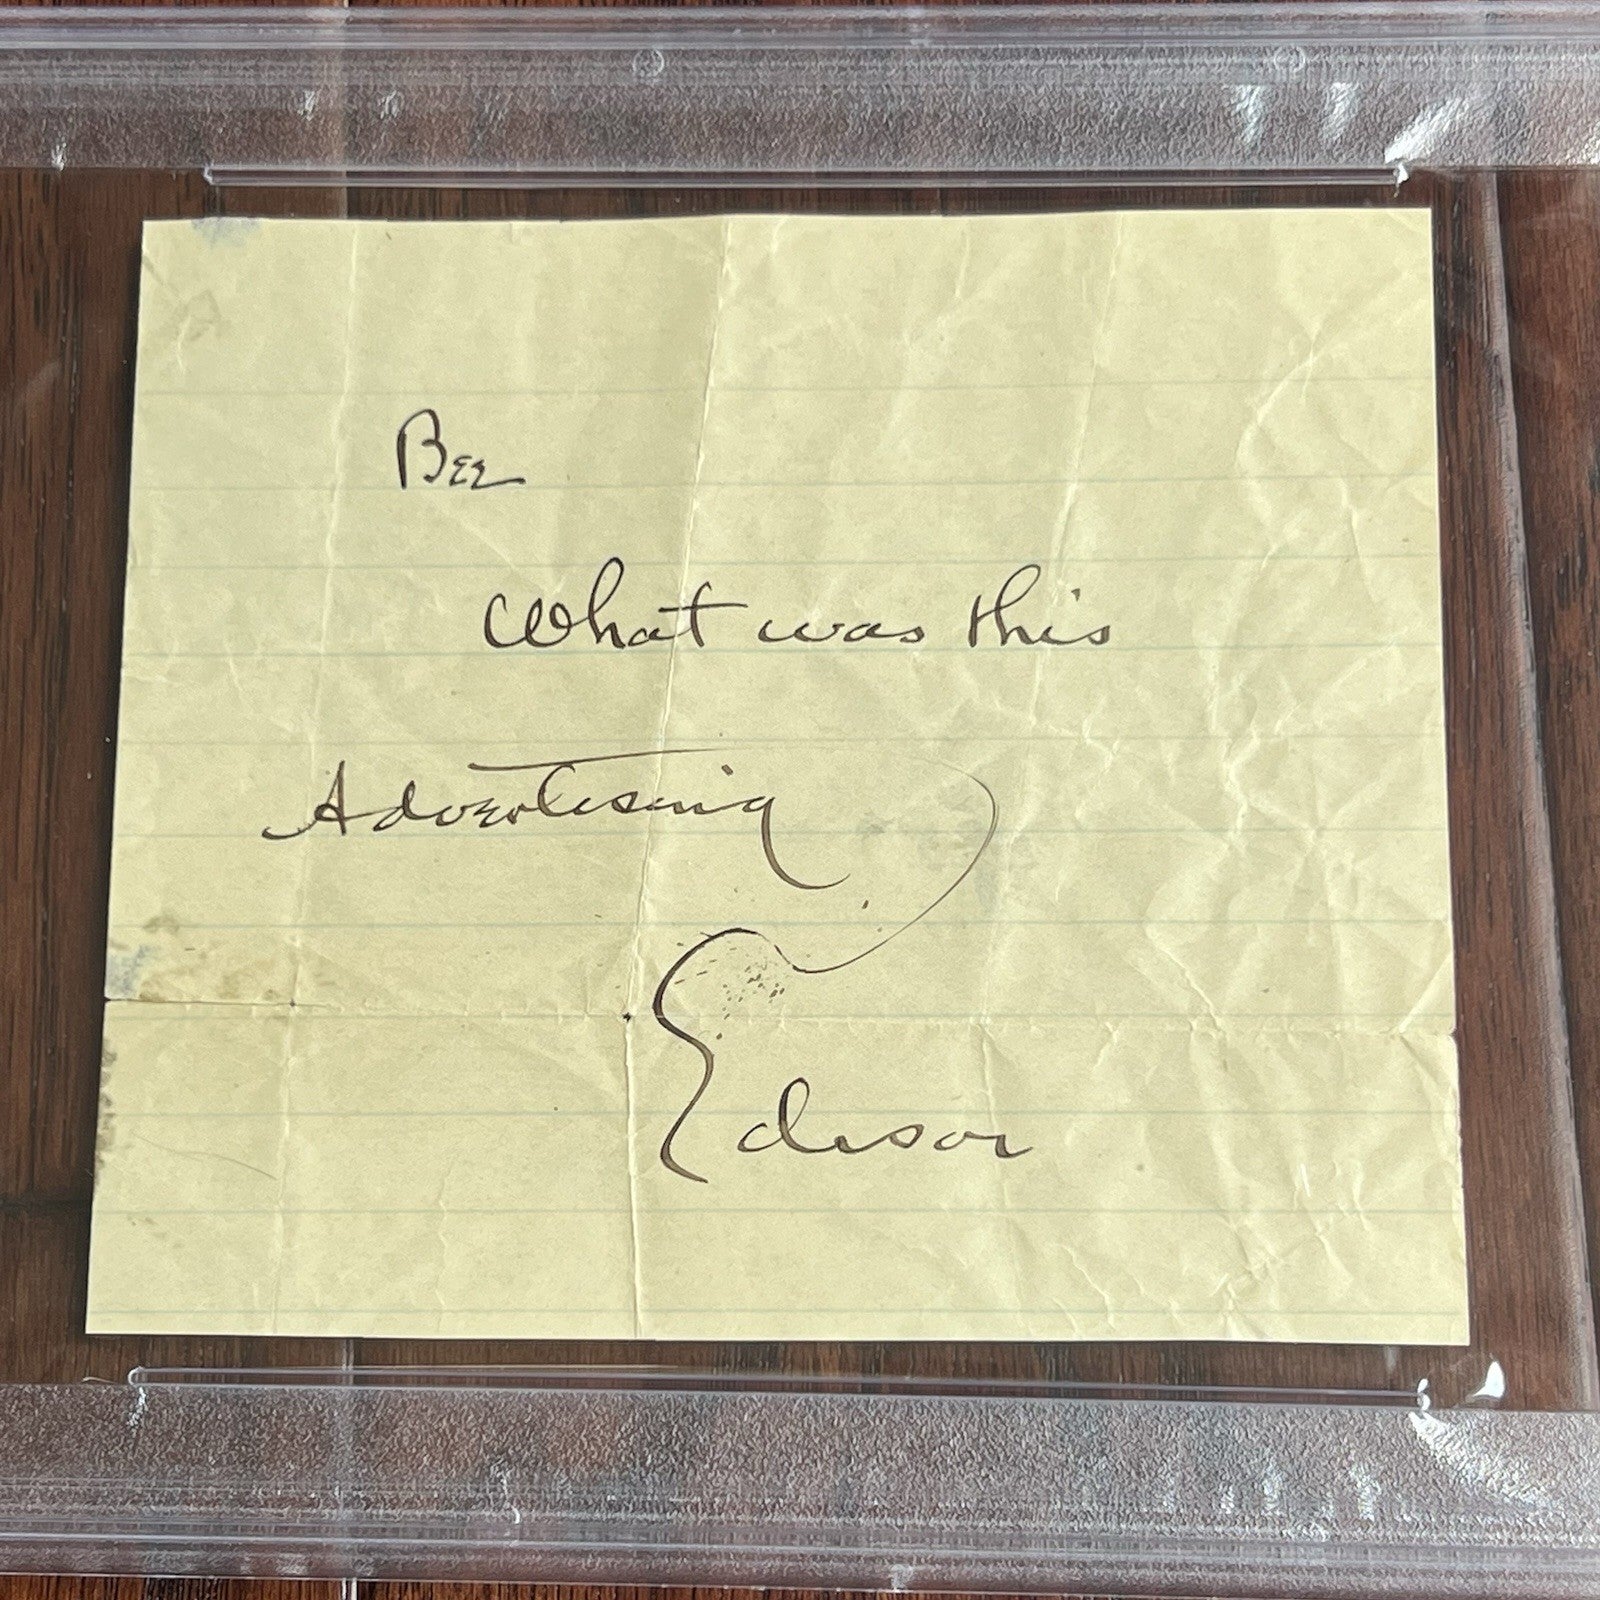 Bee
What was this
Advertising
Edison